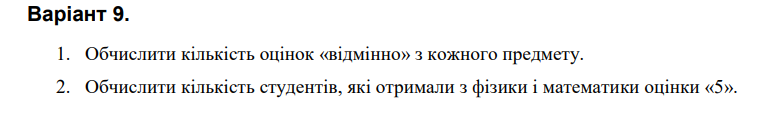 Варіант 9.
1. Обчислити кількість оцінок «відмінно» з кожного предмету.
2. Обчислити кількість студентів, які отримали з фізики і математики оцінки «5».